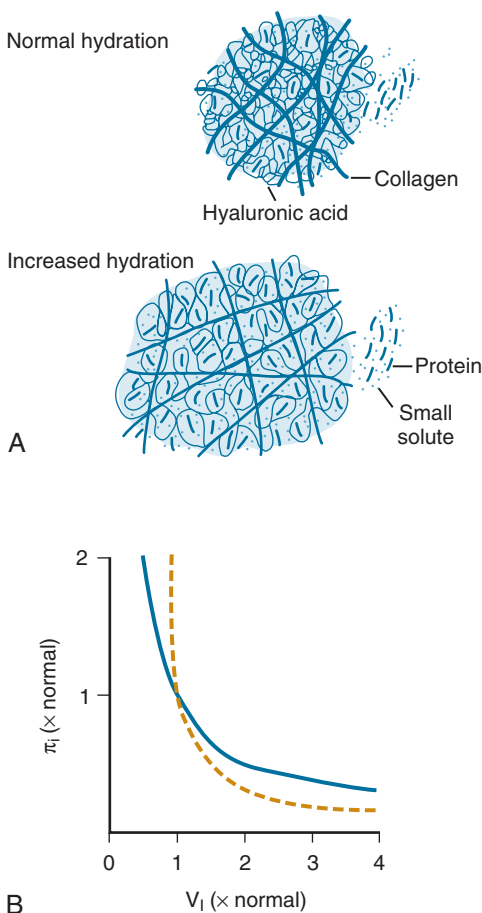 Normal hydration
Collagen
Hyaluronic acid
Increased hydration
Protein
Small
solute
A
2
1
πi (× normal)
0 1 2 3 4
VI (× normal)
B